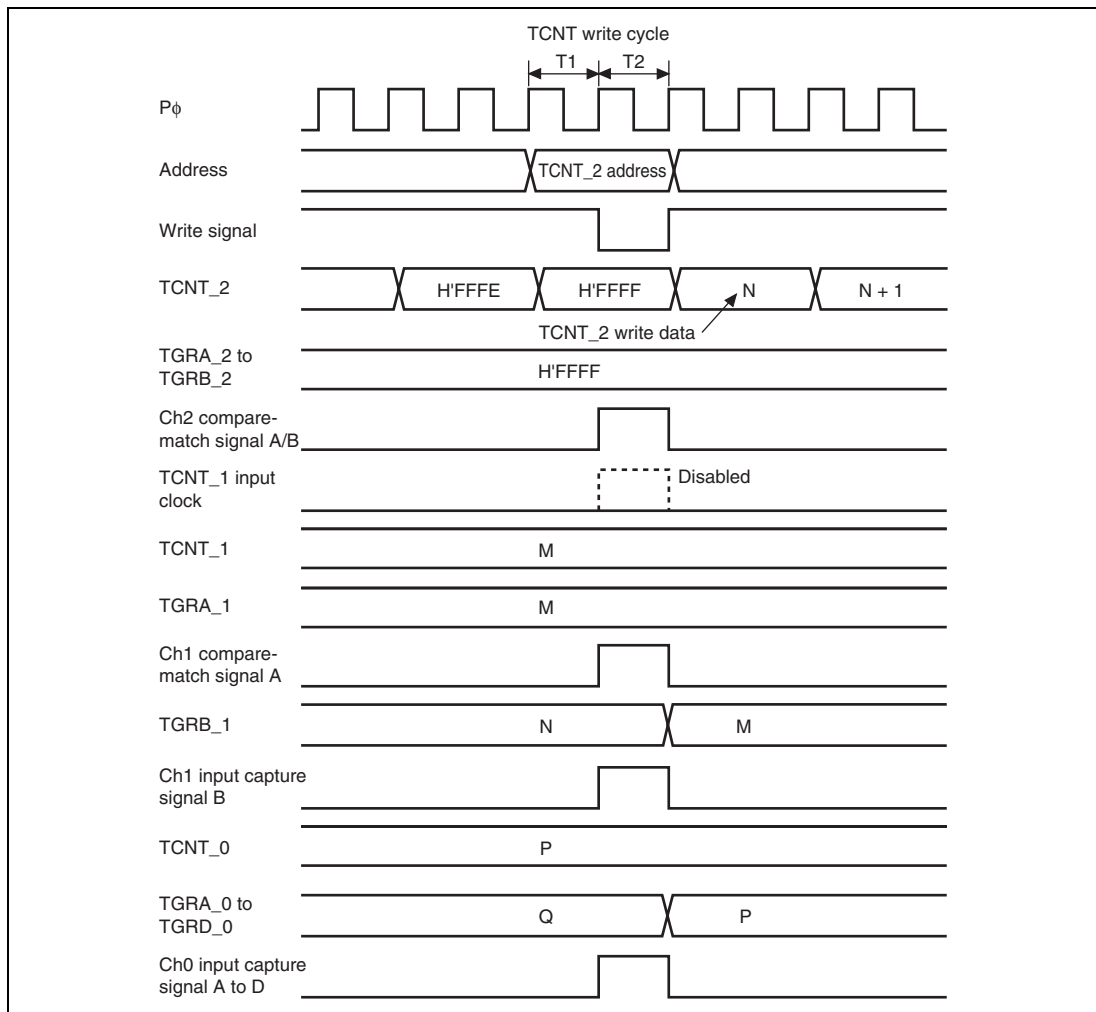 TCNT write cycle
T1 T2
Pϕ
Address
TCNT_2 address
Write signal
TCNT_2
H'FFFE H'FFFF N N + 1
TCNT_2 write data
TGRA_2 to
TGRB_2
H'FFFF
Ch2 compare-
match signal A/B
TCNT_1 input
clock
Disabled
TCNT_1
M
TGRA_1
M
Ch1 compare-
match signal A
TGRB_1
N M
Ch1 input capture
signal B
TCNT_0
P
TGRA_0 to
TGRD_0
Q P
Ch0 input capture
signal A to D